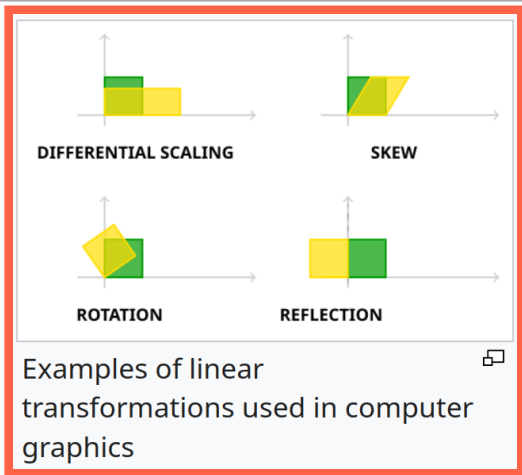 DIFFERENTIAL SCALING
SKEW
ROTATION
REFLECTION
Examples of linear
transformations used in computer
graphics